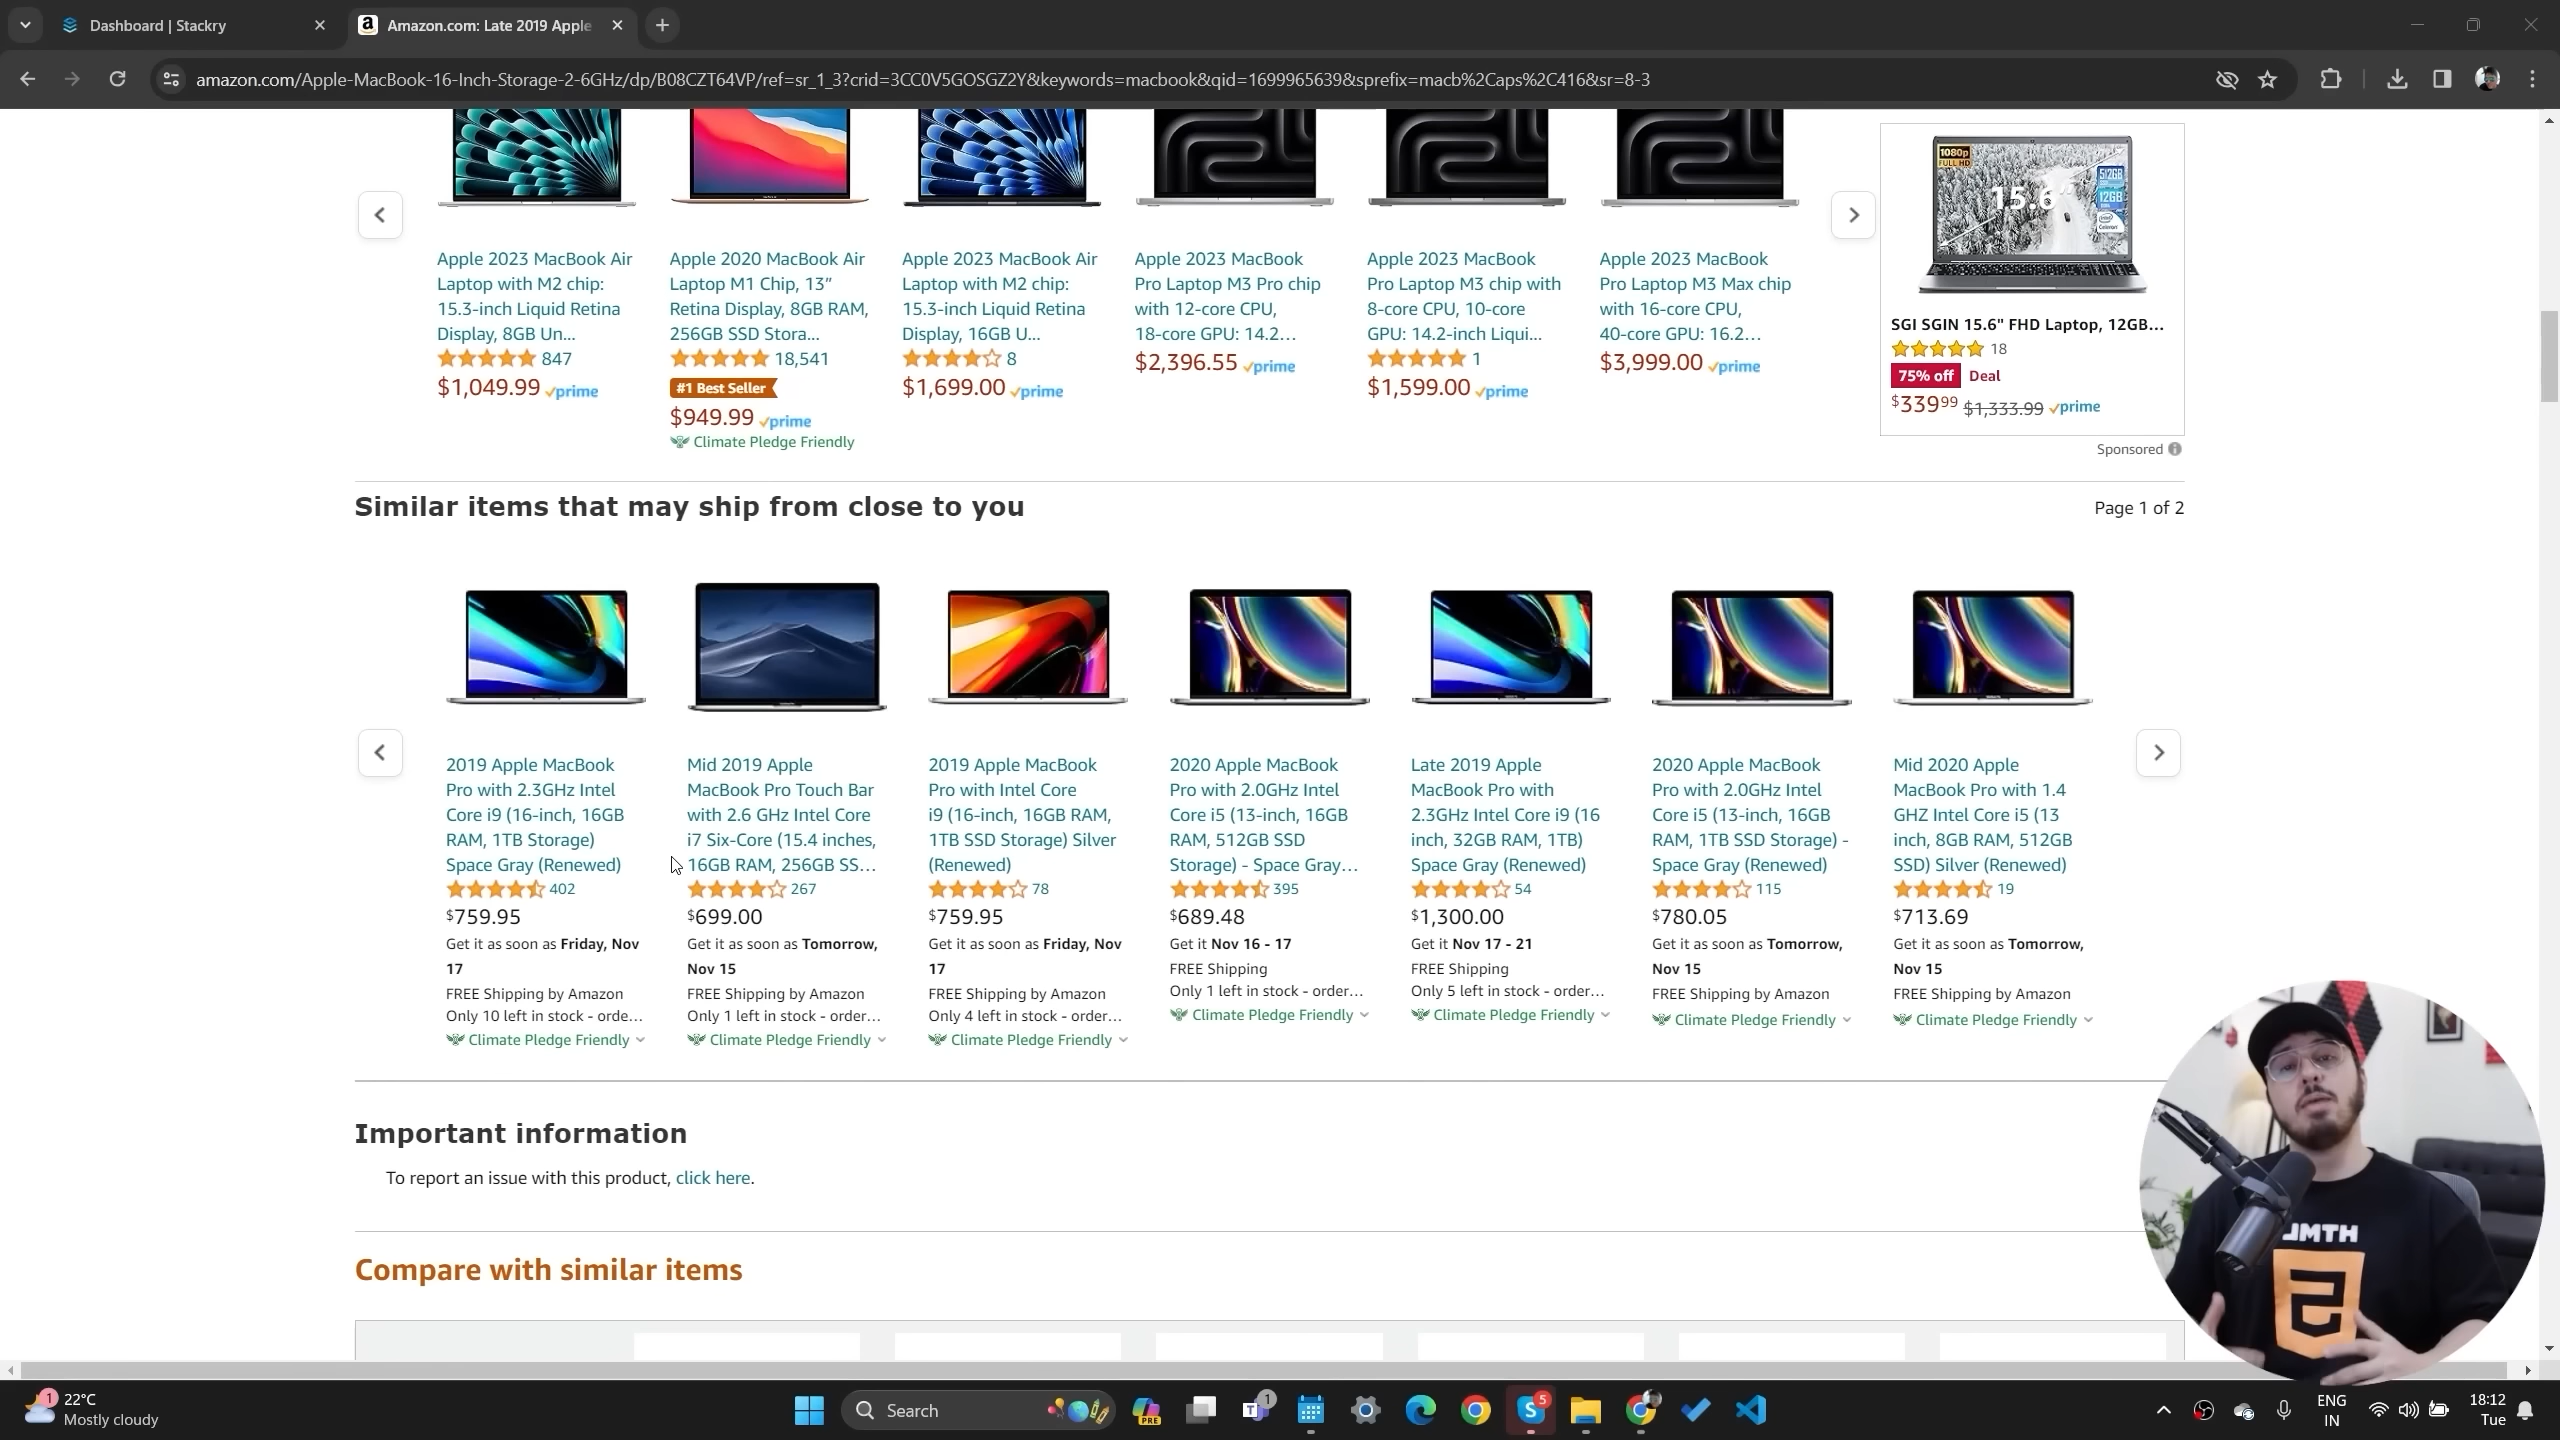 Dashboard | Stackry
Amazon.com: Late 2019 Apple
amazon.com/Apple-MacBook-16-Inch-Storage-2-6GHz/dp/B08CZT64VP/ref=sr_1_3?crid=3CC0V5GOSGZ2Y&keywords=macbook&qid=1699965639&sprefix=macb%2Caps%2C416&sr=8-3
Apple 2023 MacBook Air
Laptop with M2 chip:
15.3-inch Liquid Retina
Display, 8GB Un...
847
$1,049.99 prime
Apple 2020 MacBook Air
Laptop M1 Chip, 13”
Retina Display, 8GB RAM,
256GB SSD Stora...
18,541
#1 Best Seller
$949.99 prime
Climate Pledge Friendly
Apple 2023 MacBook Air
Laptop with M2 chip:
15.3-inch Liquid Retina
Display, 16GB U...
8
$1,699.00 prime
Apple 2023 MacBook
Pro Laptop M3 Pro chip
with 12‑core CPU,
18‑core GPU: 14.2...
$2,396.55 prime
Apple 2023 MacBook
Pro Laptop M3 chip with
8‑core CPU, 10‑core
GPU: 14.2-inch Liqui...
1
$1,599.00 prime
Apple 2023 MacBook
Pro Laptop M3 Max chip
with 16‑core CPU,
40‑core GPU: 16.2...
$3,999.00 prime
1080p
FULL HD
15.6"
512GB
12GB
SGI SGIN 15.6" FHD Laptop, 12GB...
18
75% off Deal
$339.99 $1,333.99 prime
Sponsored
Similar items that may ship from close to you
Page 1 of 2
2019 Apple MacBook
Pro with 2.3GHz Intel
Core i9 (16-inch, 16GB
RAM, 1TB Storage)
Space Gray (Renewed)
402
$759.95
Get it as soon as Friday, Nov
17
FREE Shipping by Amazon
Only 10 left in stock - orde...
Climate Pledge Friendly
Mid 2019 Apple
MacBook Pro Touch Bar
with 2.6 GHz Intel Core
i7 Six-Core (15.4 inches,
16GB RAM, 256GB SS...
267
$699.00
Get it as soon as Tomorrow,
Nov 15
FREE Shipping by Amazon
Only 1 left in stock - order...
Climate Pledge Friendly
2019 Apple MacBook
Pro with Intel Core
i9 (16-inch, 16GB RAM,
1TB SSD Storage) Silver
(Renewed)
78
$759.95
Get it as soon as Friday, Nov
17
FREE Shipping by Amazon
Only 4 left in stock - order...
Climate Pledge Friendly
2020 Apple MacBook
Pro with 2.0GHz Intel
Core i5 (13-inch, 16GB
RAM, 512GB SSD
Storage) - Space Gray...
395
$689.48
Get it Nov 16 - 17
FREE Shipping
Only 1 left in stock - order...
Climate Pledge Friendly
Late 2019 Apple
MacBook Pro with
2.3GHz Intel Core i9 (16
inch, 32GB RAM, 1TB)
Space Gray (Renewed)
54
$1,300.00
Get it Nov 17 - 21
FREE Shipping
Only 5 left in stock - order...
Climate Pledge Friendly
2020 Apple MacBook
Pro with 2.0GHz Intel
Core i5 (13-inch, 16GB
RAM, 1TB SSD Storage) -
Space Gray (Renewed)
115
$780.05
Get it as soon as Tomorrow,
Nov 15
FREE Shipping by Amazon
Climate Pledge Friendly
Mid 2020 Apple
MacBook Pro with 1.4
GHZ Intel Core i5 (13
inch, 8GB RAM, 512GB
SSD) Silver (Renewed)
19
$713.69
Get it as soon as Tomorrow,
Nov 15
FREE Shipping by Amazon
Climate Pledge Friendly
Important information
To report an issue with this product, click here.
Compare with similar items
1
22°C
Mostly cloudy
Search
PRE
1
5
ENG
IN
18:12
Tue